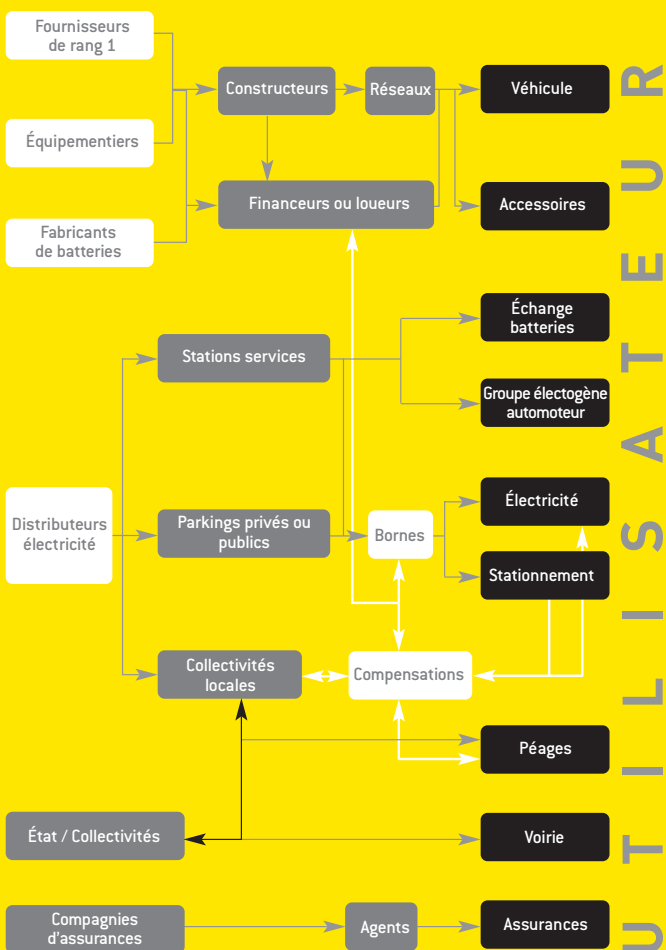 Fournisseurs
de rang 1
Constructeurs
Réseaux
Véhicule
Équipementiers
Financeurs ou loueurs
Accessoires
Fabricants
de batteries
Échange
batteries
Stations services
Groupe électogène
automoteur
Distributeurs
électricité
Parkings privés ou
publics
Bornes
Électricité
Stationnement
Collectivités
locales
Compensations
Péages
État / Collectivités
Voirie
Compagnies
d'assurances
Agents
Assurances
UTILISATEUR